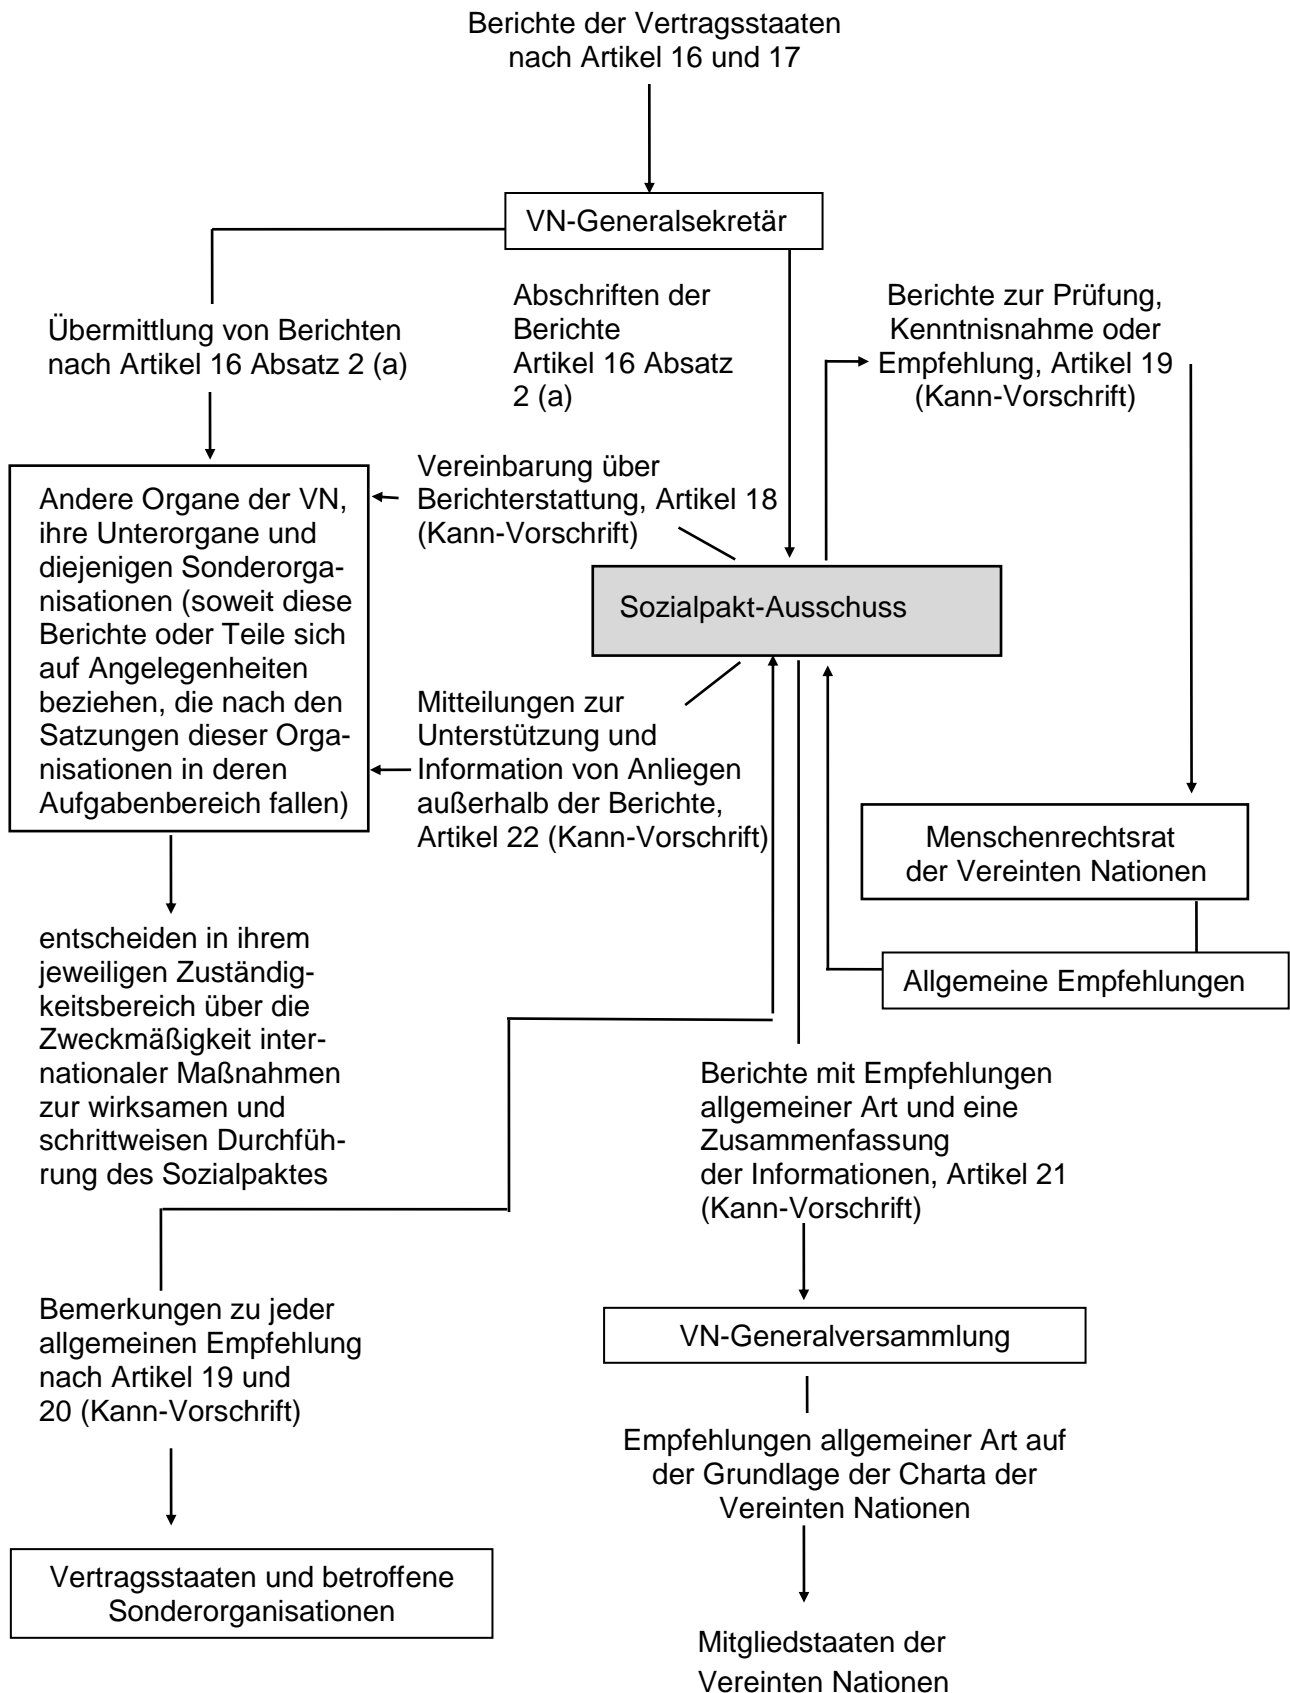 Berichte der Vertragsstaaten
nach Artikel 16 und 17
VN-Generalsekretär
Übermittlung von Berichten
nach Artikel 16 Absatz 2 (a)
Abschriften der
Berichte
Artikel 16 Absatz
2 (a)
Berichte zur Prüfung,
Kenntnisnahme oder
Empfehlung, Artikel 19
(Kann-Vorschrift)
Vereinbarung über
Berichterstattung, Artikel 18
(Kann-Vorschrift)
Andere Organe der VN,
ihre Unterorgane und
diejenigen Sonderorga-
nisationen (soweit diese
Berichte oder Teile sich
auf Angelegenheiten
beziehen, die nach den
Satzungen dieser Orga-
nisationen in deren
Aufgabenbereich fallen)
Sozialpakt-Ausschuss
Mitteilungen zur
Unterstützung und
Information von Anliegen
außerhalb der Berichte,
Artikel 22 (Kann-Vorschrift)
Menschenrechtsrat
der Vereinten Nationen
Allgemeine Empfehlungen
entscheiden in ihrem
jeweiligen Zuständig-
keitsbereich über die
Zweckmäßigkeit inter-
nationaler Maßnahmen
zur wirksamen und
schrittweisen Durchfüh-
rung des Sozialpaktes
Berichte mit Empfehlungen
allgemeiner Art und eine
Zusammenfassung
der Informationen, Artikel 21
(Kann-Vorschrift)
Bemerkungen zu jeder
allgemeinen Empfehlung
nach Artikel 19 und
20 (Kann-Vorschrift)
VN-Generalversammlung
Empfehlungen allgemeiner Art auf
der Grundlage der Charta der
Vereinten Nationen
Vertragsstaaten und betroffene
Sonderorganisationen
Mitgliedstaaten der
Vereinten Nationen